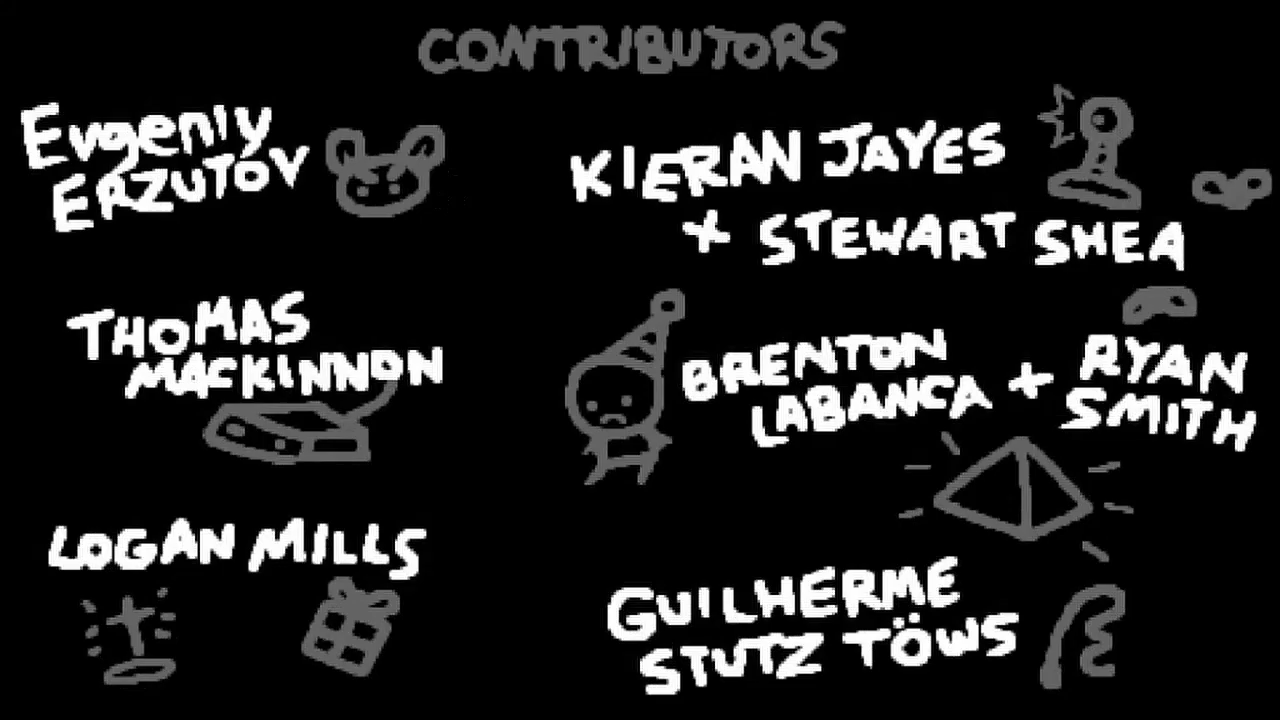 CONTRIBUTORS
Evgeniy
ERZUTOV
KIERAN JAYES
+ STEWART SHEA
THOMAS
MACKINNON
BRENTON
LABANCA + RYAN
SMITH
LOGAN MILLS
GUILHERME
STUTZ TÖWS